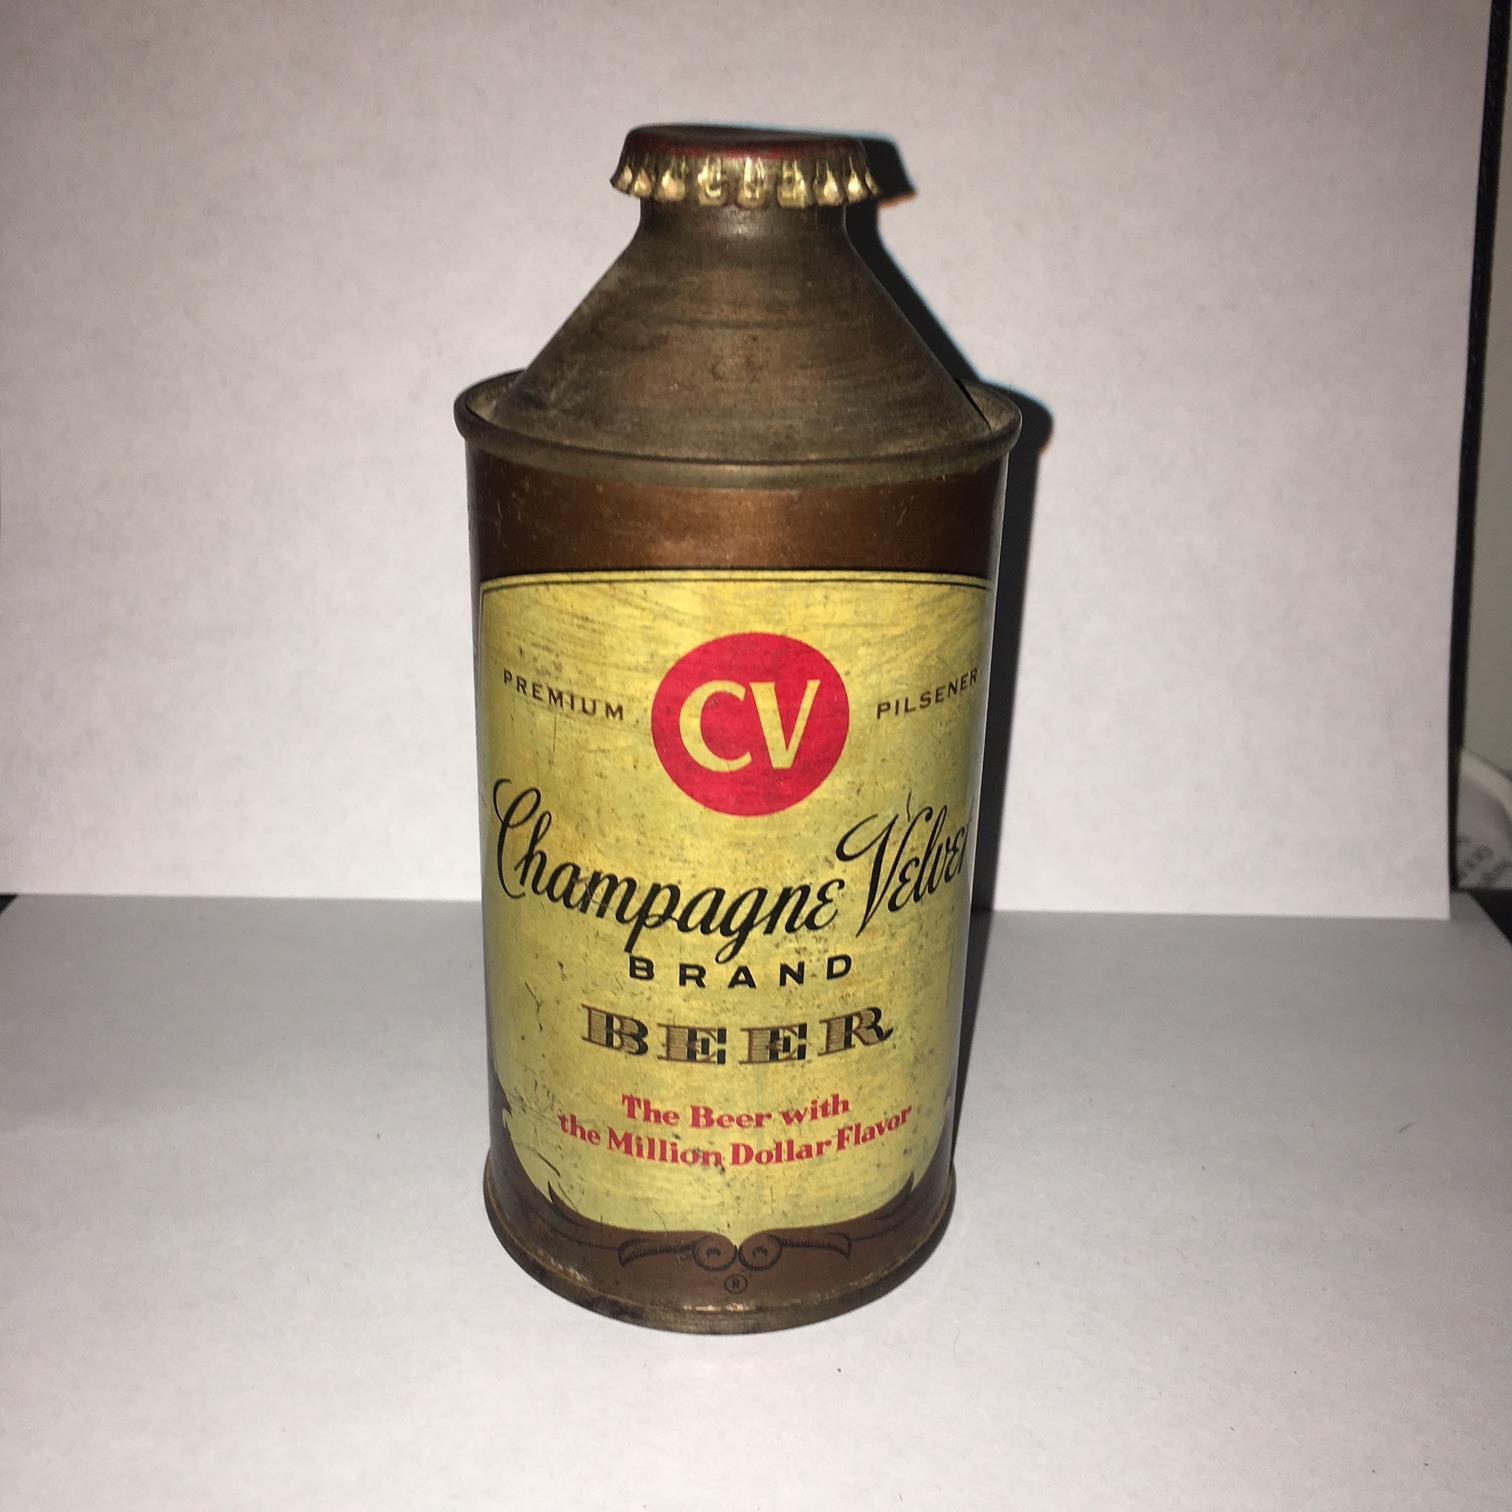 PREMIUM CV PILSENER
Champagne Velvet
BRAND
BEER
The Beer with
the Million Dollar Flavor
®